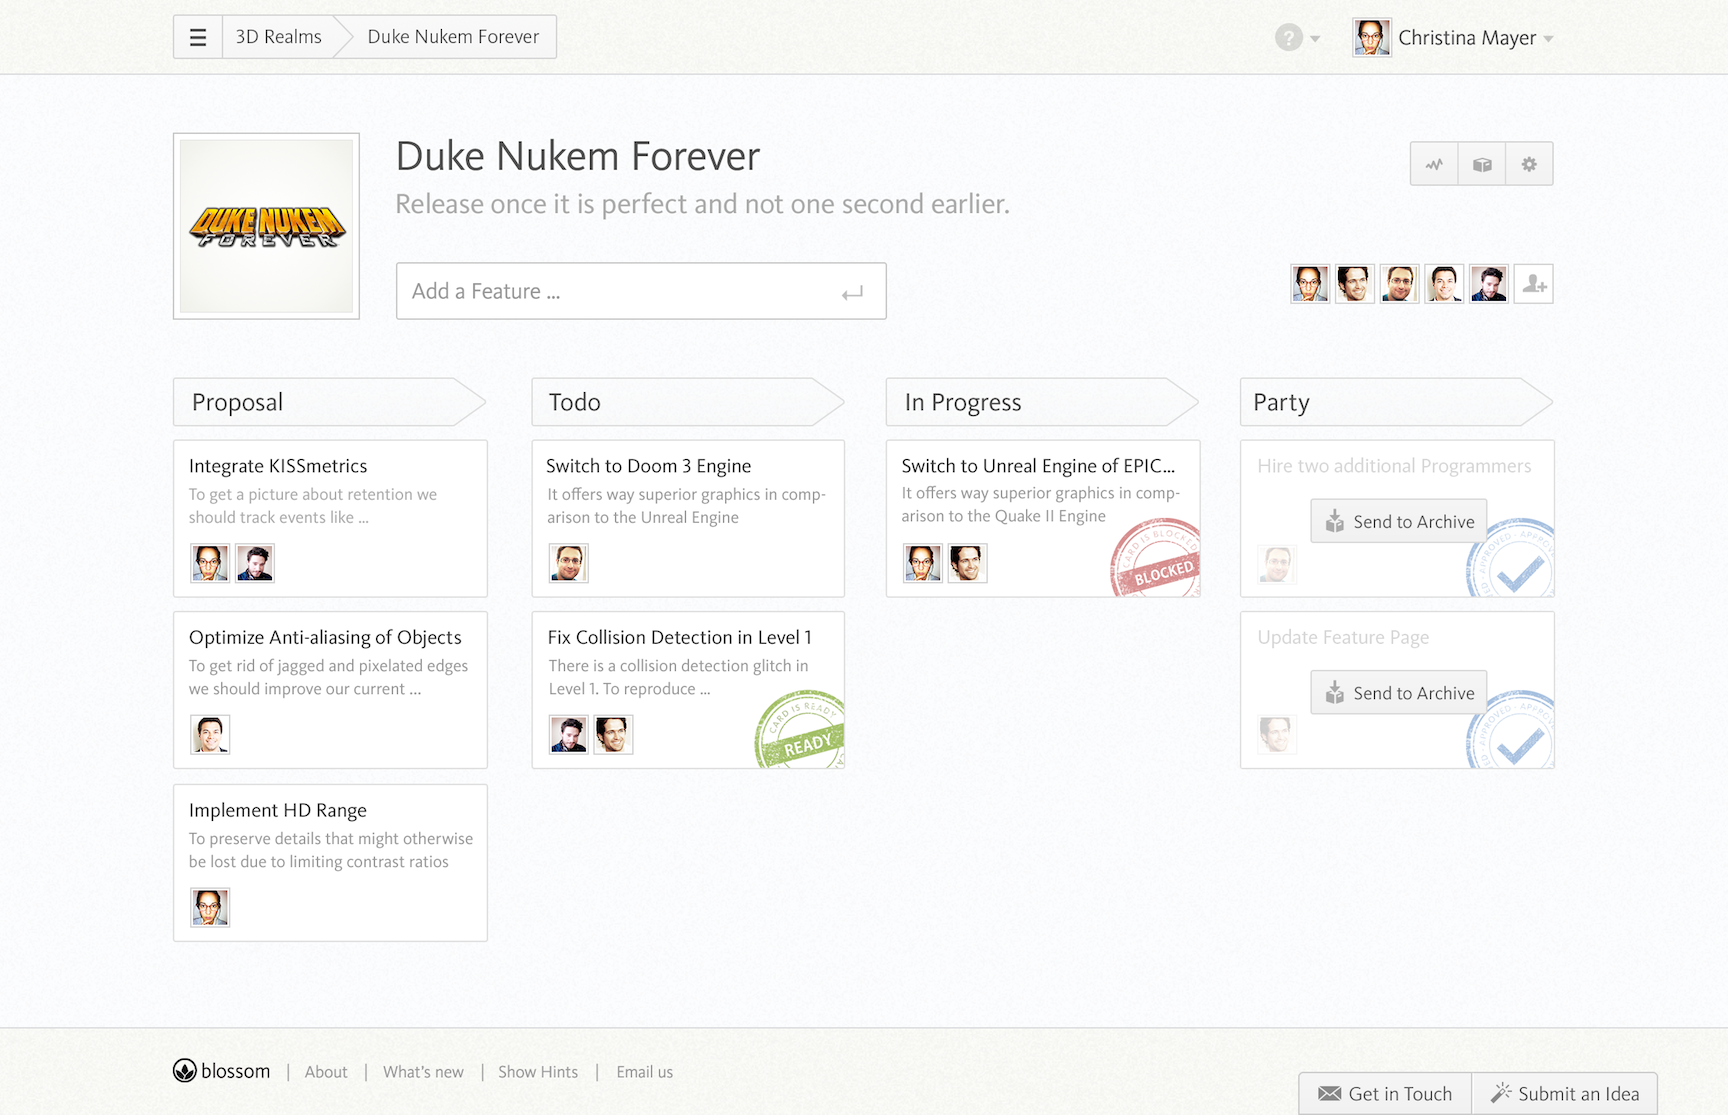 3D Realms
Duke Nukem Forever
?
Christina Mayer
DUKE NUKEM
FOREVER
Duke Nukem Forever
Release once it is perfect and not one second earlier.
Add a Feature ...
Proposal
Integrate KISSmetrics
To get a picture about retention we
should track events like ...
Optimize Anti-aliasing of Objects
To get rid of jagged and pixelated edges
we should improve our current ...
Implement HD Range
To preserve details that might otherwise
be lost due to limiting contrast ratios
Todo
Switch to Doom 3 Engine
It offers way superior graphics in comp-
arison to the Unreal Engine
Fix Collision Detection in Level 1
There is a collision detection glitch in
Level 1. To reproduce ...
CARD IS READY
READY
In Progress
Switch to Unreal Engine of EPIC...
It offers way superior graphics in comp-
arison to the Quake II Engine
CARD IS BLOCKED
BLOCKED
Party
Hire two additional Programmers
Send to Archive
APPROVED
Update Feature Page
Send to Archive
APPROVED
blossom | About | What's new | Show Hints | Email us
Get in Touch
Submit an Idea